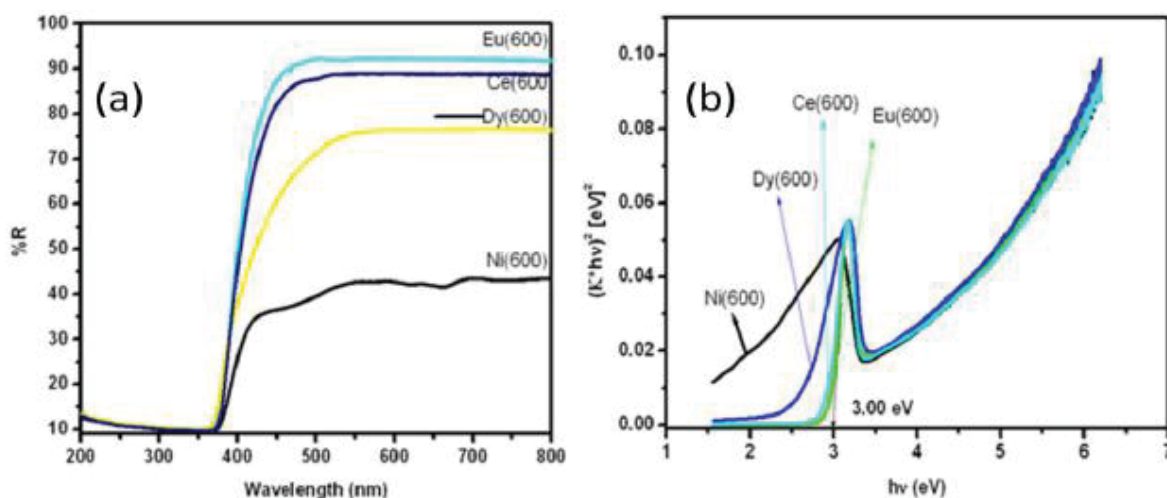 (a)
%R
100
90
80
70
60
50
40
30
20
10
Eu(600)
Ce(600
Dy(600)
Ni(600)
200 300 400 500 600 700 800
Wavelength (nm)
(b)
(K*hν)² [eV]²
0.10
0.08
0.06
0.04
0.02
0.00
Ce(600)
Eu(600)
Dy(600)
Ni(600)
3.00 eV
1 2 3 4 5 6 7
hν (eV)